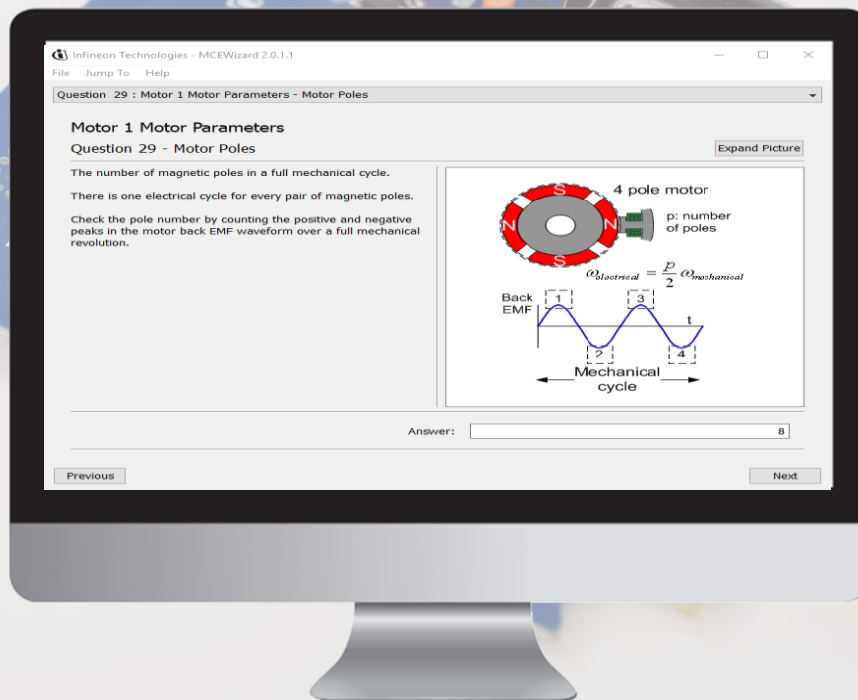 Infineon Technologies - MCEWizard 2.0.1.1
File Jump To Help
Question 29 : Motor 1 Motor Parameters - Motor Poles
Motor 1 Motor Parameters
Question 29 - Motor Poles
Expand Picture
The number of magnetic poles in a full mechanical cycle.
There is one electrical cycle for every pair of magnetic poles.
Check the pole number by counting the positive and negative
peaks in the motor back EMF waveform over a full mechanical
revolution.
S
4 pole motor
N
N
p: number
of poles
S
ω electrical = p/2 ω mechanical
Back
EMF
1
3
t
2
4
Mechanical
cycle
Answer:
8
Previous
Next